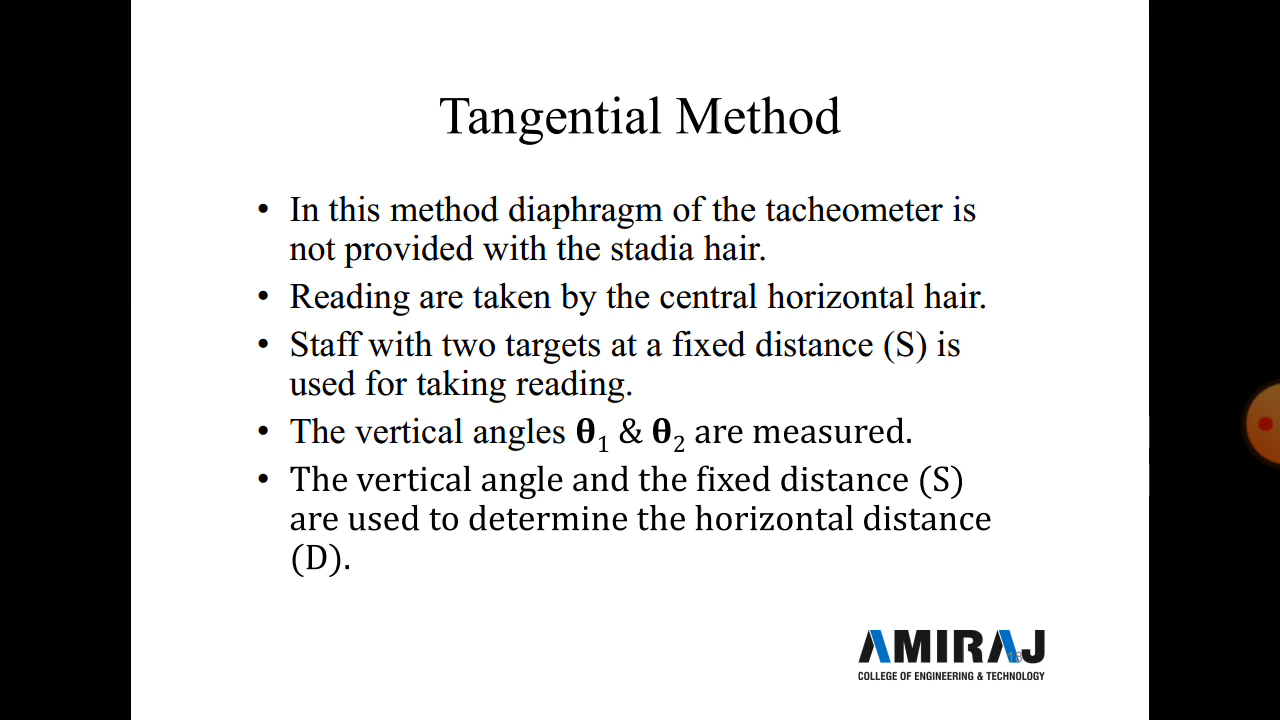 Tangential Method
• In this method diaphragm of the tacheometer is
not provided with the stadia hair.
• Reading are taken by the central horizontal hair.
• Staff with two targets at a fixed distance (S) is
used for taking reading.
• The vertical angles θ₁ & θ₂ are measured.
• The vertical angle and the fixed distance (S)
are used to determine the horizontal distance
(D).
AMIRAJ
COLLEGE OF ENGINEERING & TECHNOLOGY